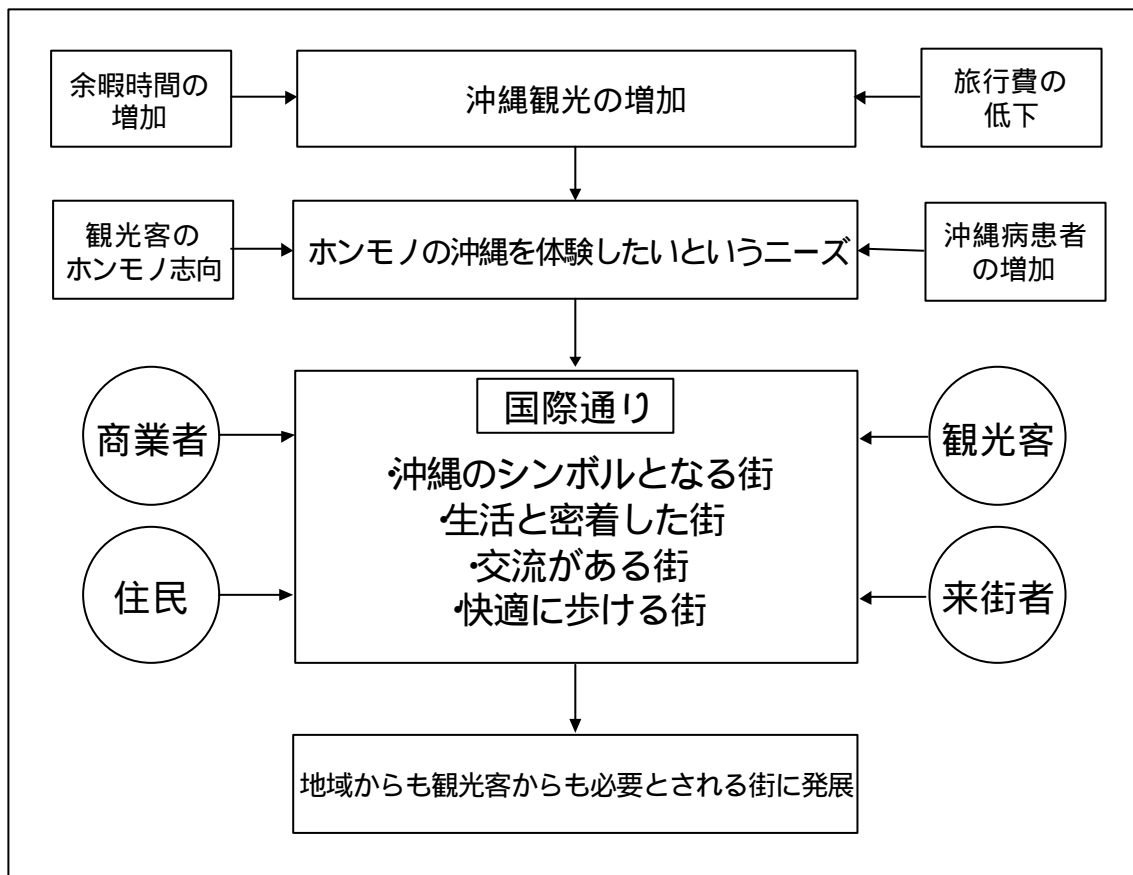 余暇時間の
増加
沖縄観光の増加
旅行費の
低下
観光客の
ホンモノ志向
ホンモノの沖縄を体験したいというニーズ
沖縄病患者
の増加
国際通り
商業者
観光客
・沖縄のシンボルとなる街
・生活と密着した街
・交流がある街
・快適に歩ける街
住民
来街者
地域からも観光客からも必要とされる街に発展